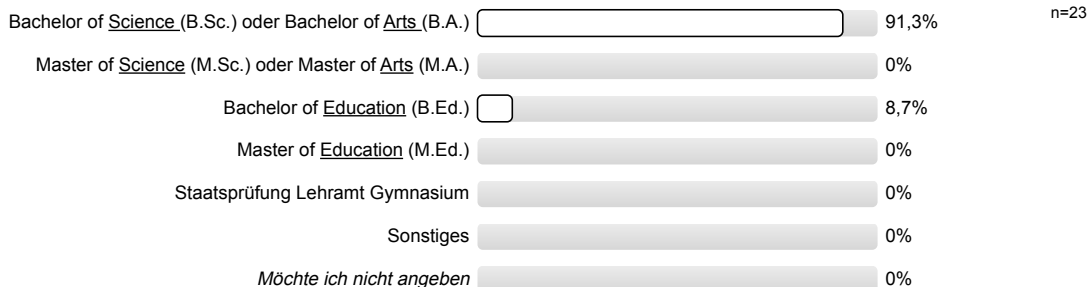 Bachelor of Science (B.Sc.) oder Bachelor of Arts (B.A.) 91,3% n=23
Master of Science (M.Sc.) oder Master of Arts (M.A.) 0%
Bachelor of Education (B.Ed.) 8,7%
Master of Education (M.Ed.) 0%
Staatsprüfung Lehramt Gymnasium 0%
Sonstiges 0%
Möchte ich nicht angeben 0%